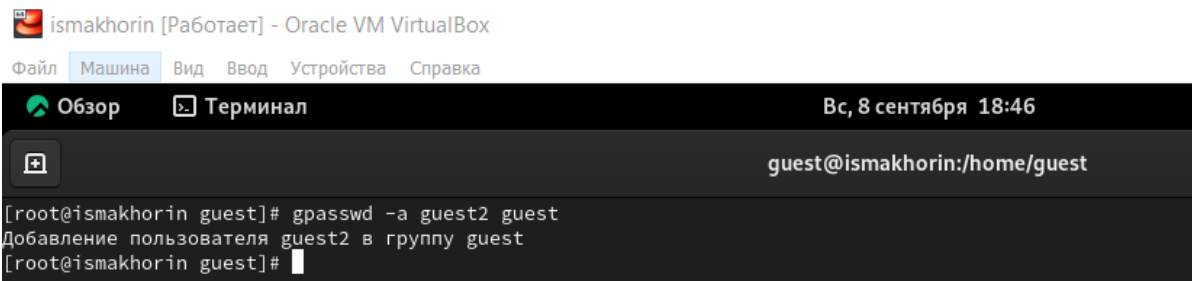 ismakhorin [Работает] - Oracle VM VirtualBox
Файл Машина Вид Ввод Устройства Справка
Обзор Терминал Вс, 8 сентября 18:46
guest@ismakhorin:/home/guest
[root@ismakhorin guest]# gpasswd -a guest2 guest
Добавление пользователя guest2 в группу guest
[root@ismakhorin guest]#